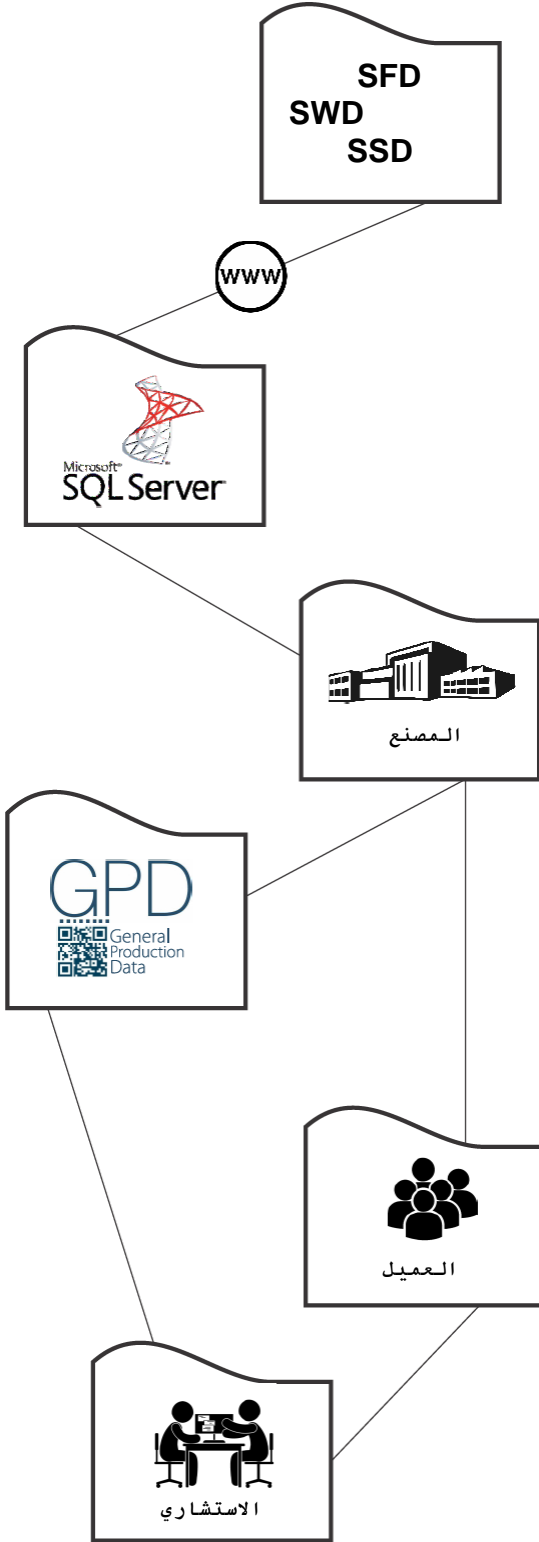 SFD
SWD
SSD
WWW
Microsoft®
SQL Server
المصنع
GPD
General
Production
Data
العميل
الاستشاري